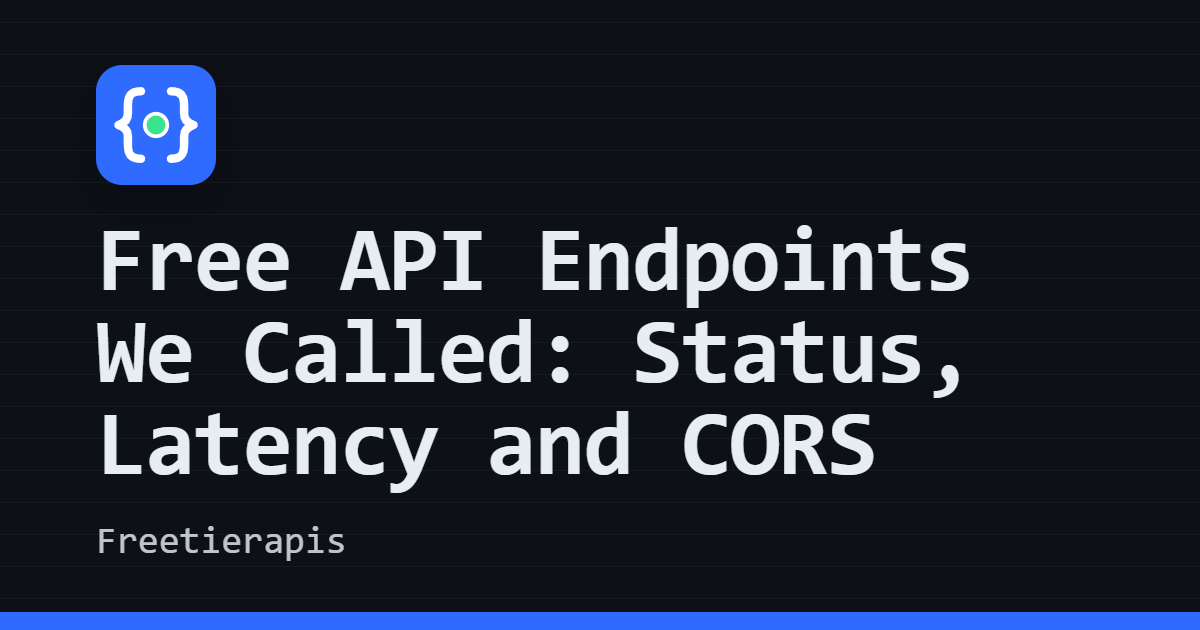 Free API Endpoints
We Called: Status,
Latency and CORS
Freetierapis